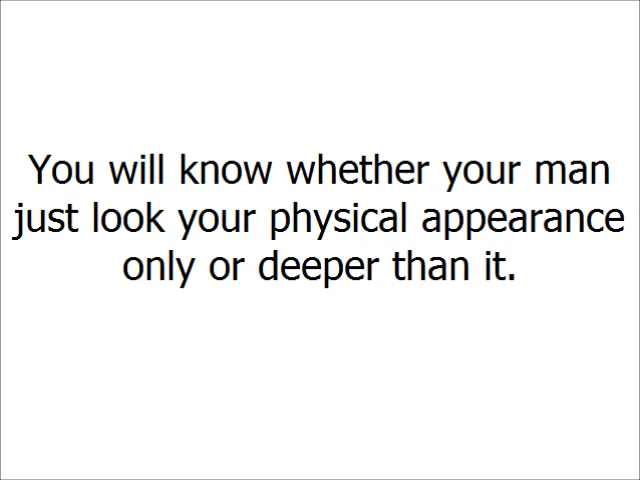 You will know whether your man
just look your physical appearance
only or deeper than it.